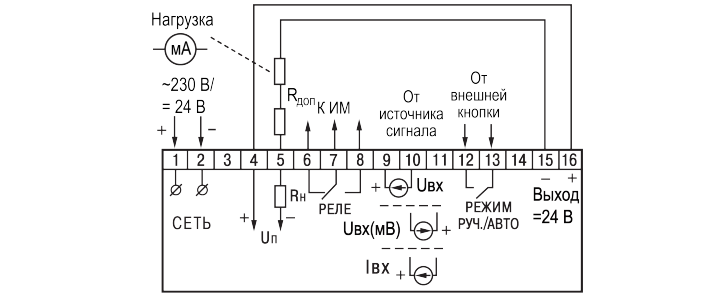 Нагрузка
мА
~230 В/
= 24 В
+ –
Rдоп
К ИМ
От
источника
сигнала
От
внешней
кнопки
1 2 3 4 5 6 7 8 9 10 11 12 13 14 15 16
СЕТЬ
+ –
Uп
Rн
РЕЛЕ
+ Uвх
Uвх(мВ) +
Iвх +
РЕЖИМ
РУЧ./АВТО
– +
Выход
=24 В